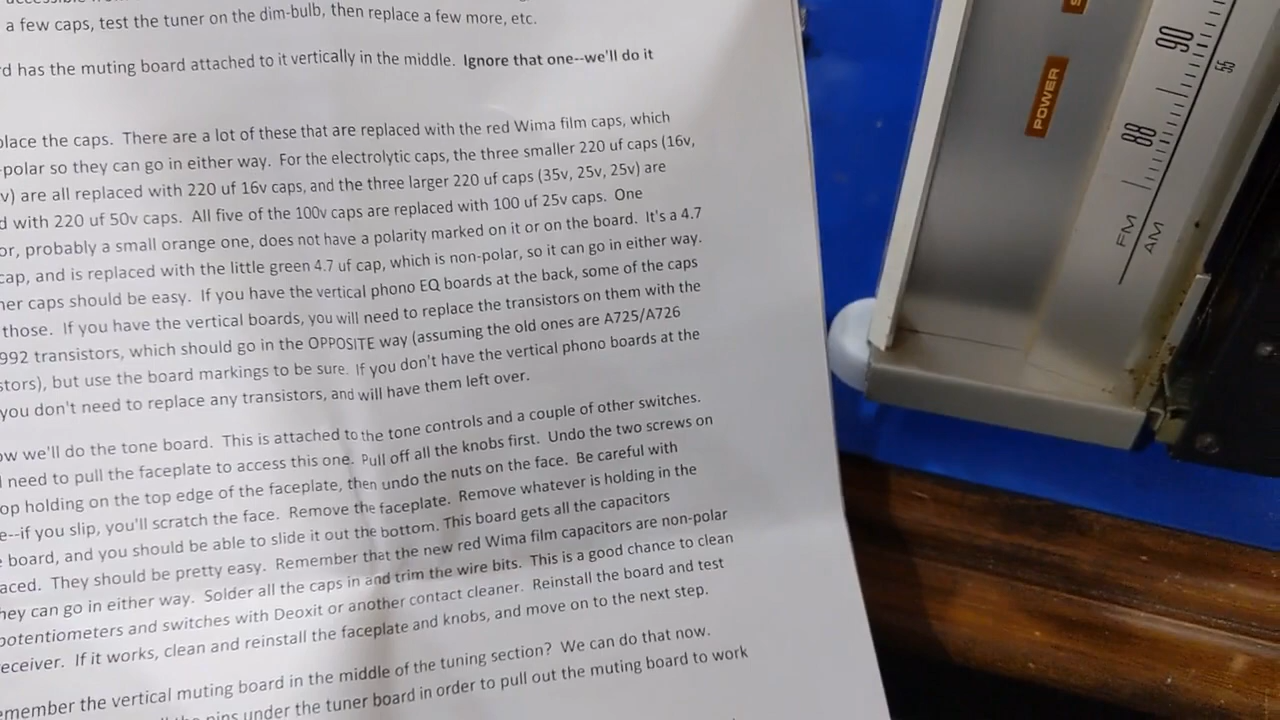 a few caps, test the tuner on the dim-bulb, then replace a few more, etc.
has the muting board attached to it vertically in the middle. Ignore that one--we'll do it
the caps. There are a lot of these that are replaced with the red Wima film caps, which
-polar so they can go in either way. For the electrolytic caps, the three smaller 220 uf caps (16v,
v) are all replaced with 220 uf 16v caps, and the three larger 220 uf caps (35v, 25v, 25v) are
d with 220 uf 50v caps. All five of the 100v caps are replaced with 100 uf 25v caps. One
or, probably a small orange one, does not have a polarity marked on it or on the board. It's a 4.7
cap, and is replaced with the little green 4.7 uf cap, which is non-polar, so it can go in either way.
her caps should be easy. If you have the vertical phono EQ boards at the back, some of the caps
those. If you have the vertical boards, you will need to replace the transistors on them with the
992 transistors, which should go in the OPPOSITE way (assuming the old ones are A725/A726
stors), but use the board markings to be sure. If you don't have the vertical phono boards at the
you don't need to replace any transistors, and will have them left over.
ow we'll do the tone board. This is attached to the tone controls and a couple of other switches.
need to pull the faceplate to access this one. Pull off all the knobs first. Undo the two screws on
op holding on the top edge of the faceplate, then undo the nuts on the face. Be careful with
e--if you slip, you'll scratch the face. Remove the faceplate. Remove whatever is holding in the
board, and you should be able to slide it out the bottom. This board gets all the capacitors
aced. They should be pretty easy. Remember that the new red Wima film capacitors are non-polar
hey can go in either way. Solder all the caps in and trim the wire bits. This is a good chance to clean
potentiometers and switches with Deoxit or another contact cleaner. Reinstall the board and test
eceiver. If it works, clean and reinstall the faceplate and knobs, and move on to the next step.
emember the vertical muting board in the middle of the tuning section? We can do that now.
pins under the tuner board in order to pull out the muting board to work
POWER
90
55
88
FM
AM